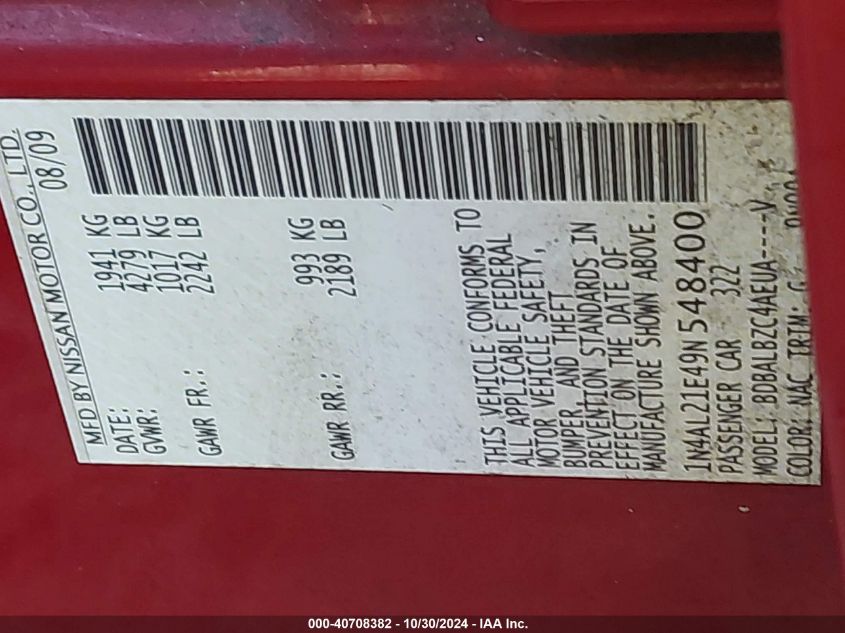 MFD BY NISSAN MOTOR CO., LTD.
DATE: 08/09
GVWR: 1941 KG
4279 LB
GAWR FR.: 1017 KG
2242 LB
GAWR RR.: 993 KG
2189 LB
THIS VEHICLE CONFORMS TO
ALL APPLICABLE FEDERAL
MOTOR VEHICLE SAFETY,
BUMPER, AND THEFT
PREVENTION STANDARDS IN
EFFECT ON THE DATE OF
MANUFACTURE SHOWN ABOVE.
1N4AL21E49N548400
PASSENGER CAR 322
MODEL: BDBALBZC4AEUA----V
COLOR: NAC TRIM: G
000-40708382 - 10/30/2024 - IAA Inc.